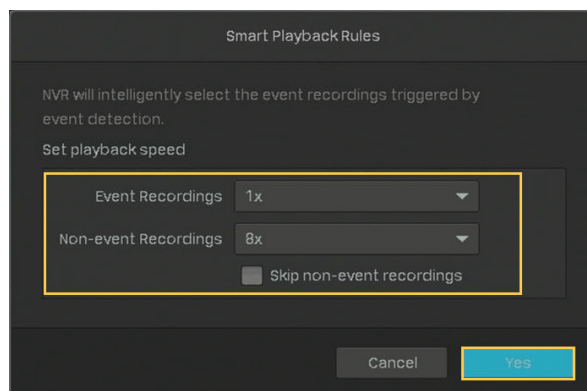 Smart Playback Rules
NVR will intelligently select the event recordings triggered by
event detection.
Set playback speed
Event Recordings 1x
Non-event Recordings 8x
Skip non-event recordings
Cancel Yes